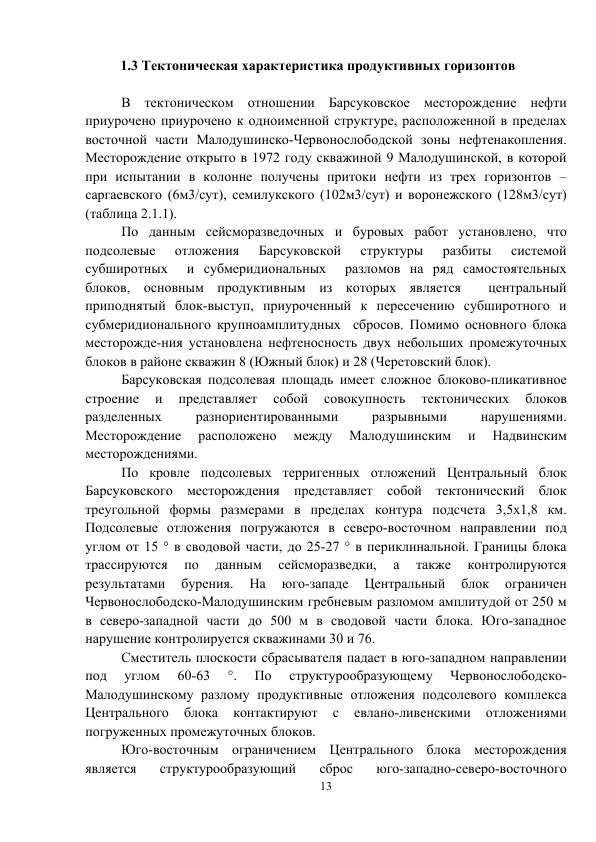 1.3 Тектоническая характеристика продуктивных горизонтов
В тектоническом отношении Барсуковское месторождение нефти
приурочено приурочено к одноименной структуре, расположенной в пределах
восточной части Малодушинско-Червонослободской зоны нефтенакопления.
Месторождение открыто в 1972 году скважиной 9 Малодушинской, в которой
при испытании в колонне получены притоки нефти из трех горизонтов –
саргаевского (6м3/сут), семилукского (102м3/сут) и воронежского (128м3/сут)
(таблица 2.1.1).
По данным сейсморазведочных и буровых работ установлено, что
подсолевые отложения Барсуковской структуры разбиты системой
субширотных и субмеридиональных разломов на ряд самостоятельных
блоков, основным продуктивным из которых является центральный
приподнятый блок-выступ, приуроченный к пересечению субширотного и
субмеридионального крупноамплитудных сбросов. Помимо основного блока
месторожде-ния установлена нефтеносность двух небольших промежуточных
блоков в районе скважин 8 (Южный блок) и 28 (Черетовский блок).
Барсуковская подсолевая площадь имеет сложное блоково-пликативное
строение и представляет собой совокупность тектонических блоков
разделенных разнориентированными разрывными нарушениями.
Месторождение расположено между Малодушинским и Надвинским
месторождениями.
По кровле подсолевых терригенных отложений Центральный блок
Барсуковского месторождения представляет собой тектонический блок
треугольной формы размерами в пределах контура подсчета 3,5х1,8 км.
Подсолевые отложения погружаются в северо-восточном направлении под
углом от 15 ° в сводовой части, до 25-27 ° в периклинальной. Границы блока
трассируются по данным сейсморазведки, а также контролируются
результатами бурения. На юго-западе Центральный блок ограничен
Червонослободско-Малодушинским гребневым разломом амплитудой от 250 м
в северо-западной части до 500 м в сводовой части блока. Юго-западное
нарушение контролируется скважинами 30 и 76.
Сместитель плоскости сбрасывателя падает в юго-западном направлении
под углом 60-63 °. По структурообразующему Червонослободско-
Малодушинскому разлому продуктивные отложения подсолевого комплекса
Центрального блока контактируют с евлано-ливенскими отложениями
погруженных промежуточных блоков.
Юго-восточным ограничением Центрального блока месторождения
является структурообразующий сброс юго-западно-северо-восточного
13